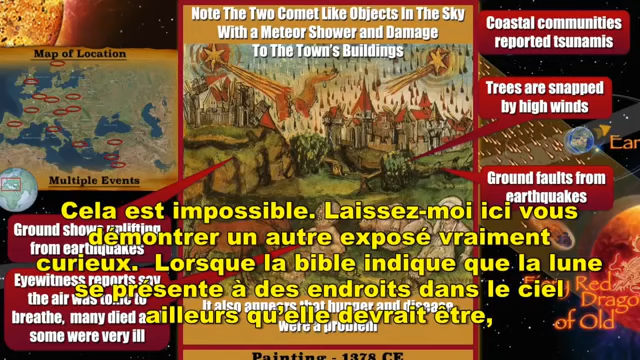 Note The Two Comet Like Objects In The Sky
With a Meteor Shower and Damage
To The Town's Buildings
Map of Location
Multiple Events
Coastal communities
reported tsunamis
Trees are snapped
by high winds
Ground faults from
earthquakes
Ground shows uplifting
from earthquakes
Eyewitness reports say
the air was toxic to
breathe, many died and
some were very ill
Cela est impossible. Laissez-moi ici vous
démontrer un autre exposé vraiment
curieux. Lorsque la bible indique que la lune
se présente à des endroits dans le ciel
ailleurs qu'elle devrait être,
It also appears that hunger and disease
were a problem
Red
Dragon
of Old
Painting - 1378 CE